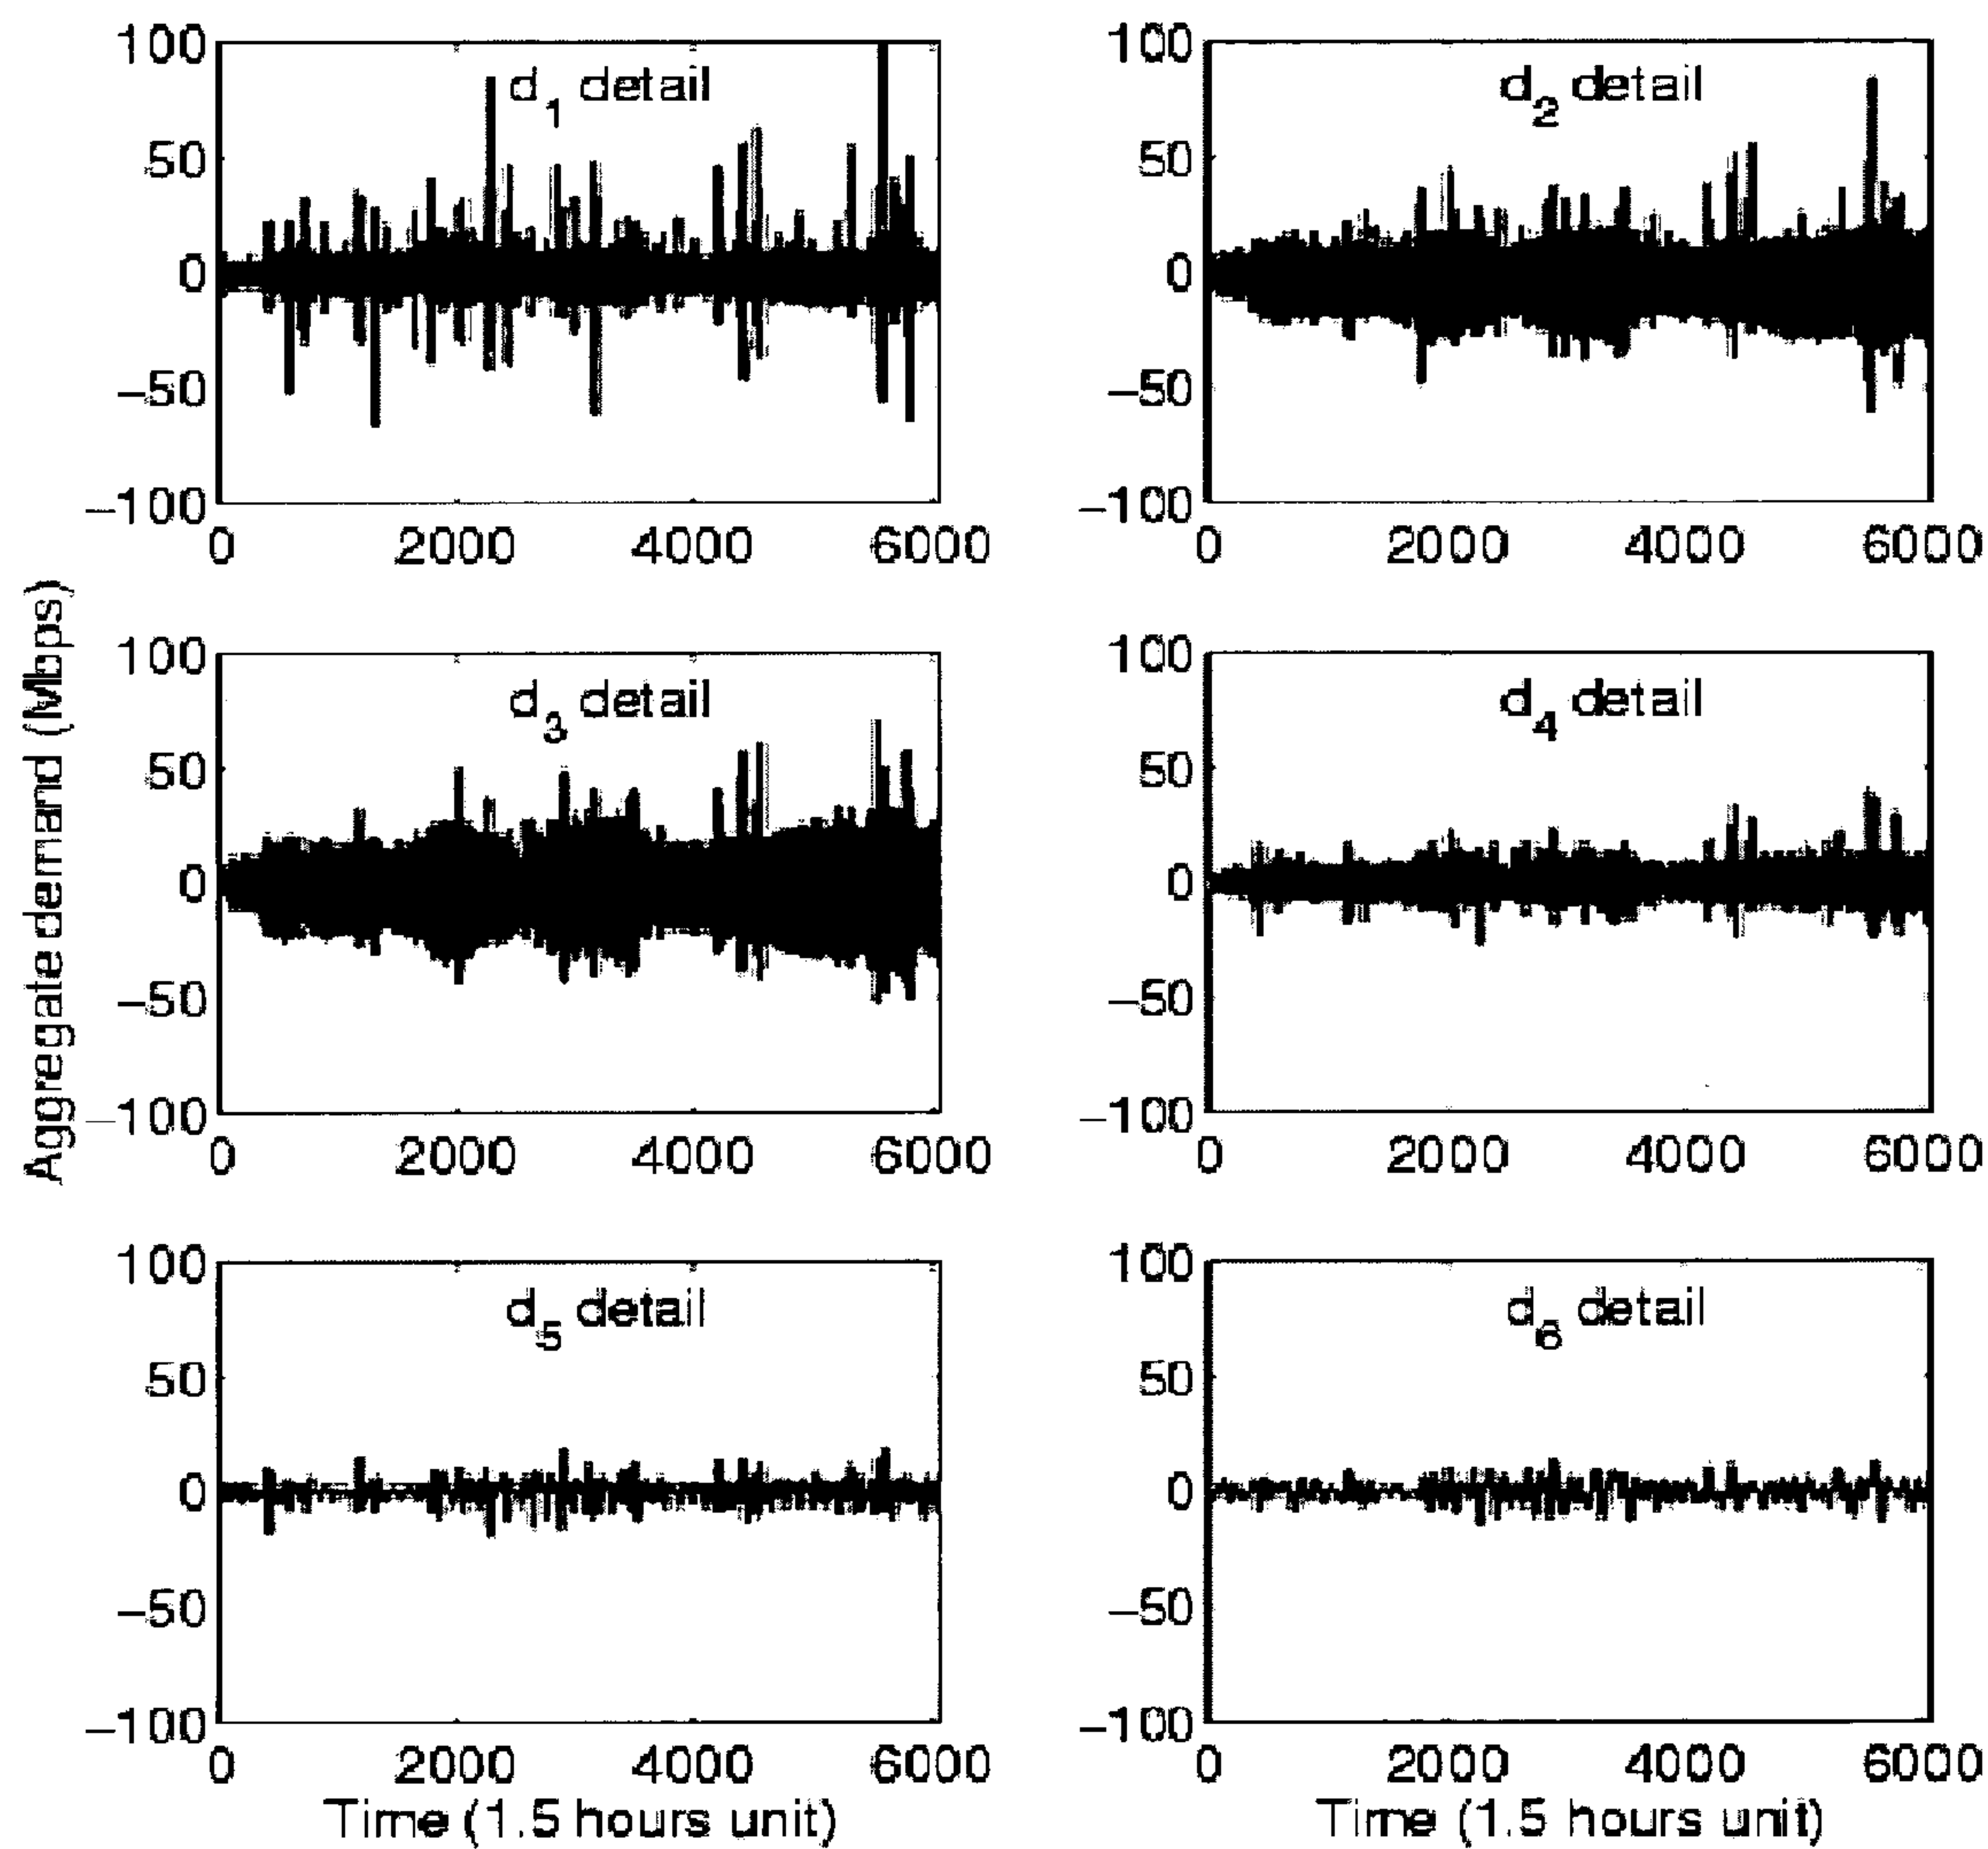 100
50
0
−50
−100
0 2000 4000 6000
d1 detail
100
50
0
−50
−100
0 2000 4000 6000
d2 detail
Aggregate demand (Mbps)
100
50
0
−50
−100
0 2000 4000 6000
d3 detail
100
50
0
−50
−100
0 2000 4000 6000
d4 detail
100
50
0
−50
−100
0 2000 4000 6000
d5 detail
Time (1.5 hours unit)
100
50
0
−50
−100
0 2000 4000 6000
d6 detail
Time (1.5 hours unit)